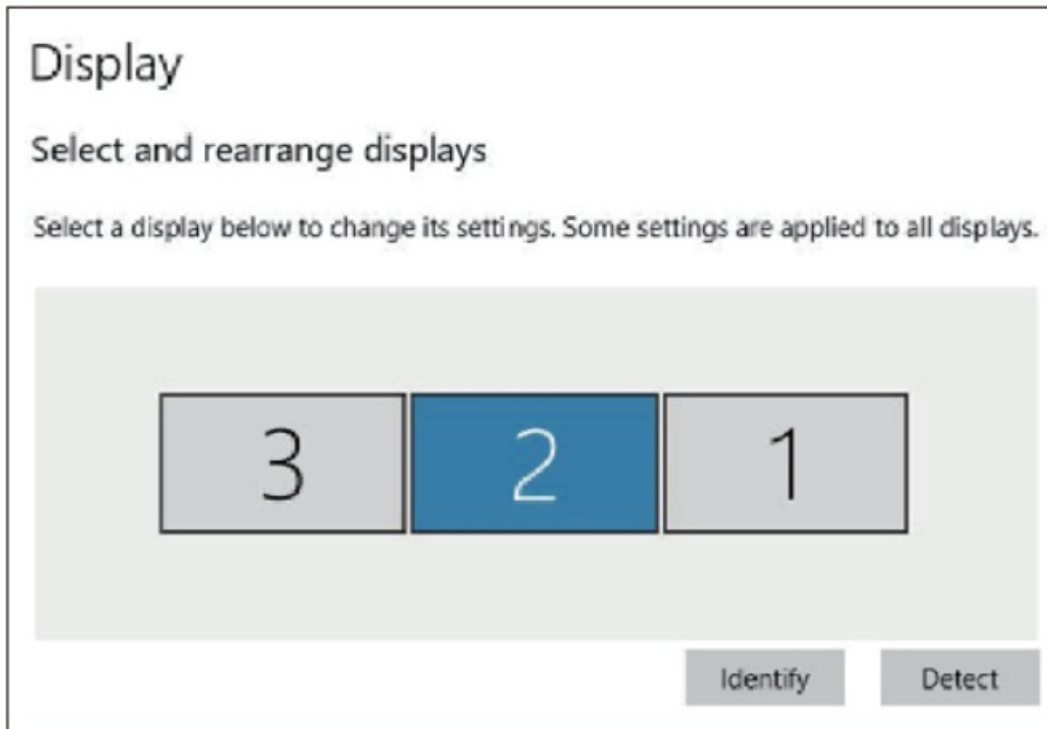 Display
Select and rearrange displays
Select a display below to change its settings. Some settings are applied to all displays.
3 2 1
Identify Detect